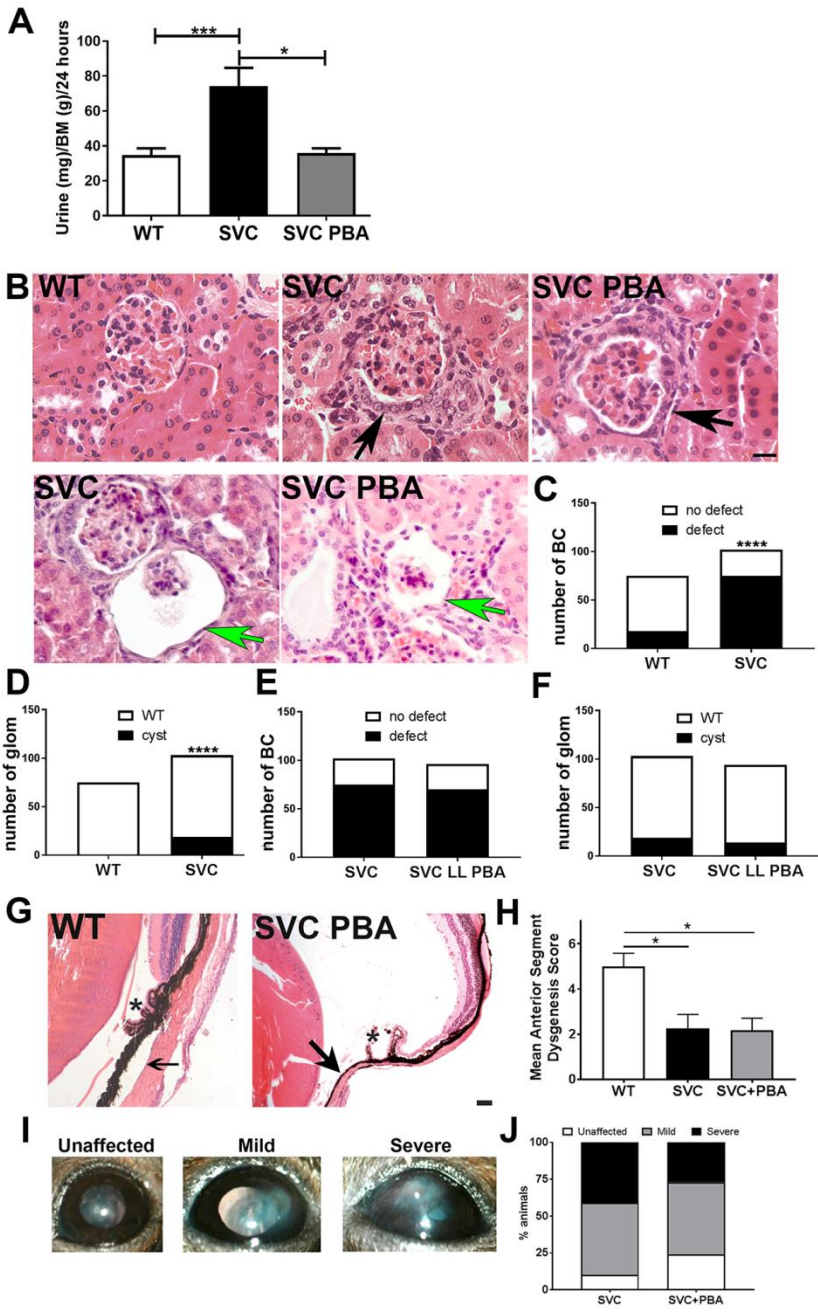 A
Urine (mg)/BM (g)/24 hours
100
80
60
40
20
0
***
*
WT
SVC
SVC PBA
B
WT
SVC
SVC PBA
SVC
SVC PBA
C
number of BC
150
100
50
0
no defect
defect
****
WT
SVC
D
number of glom
150
100
50
0
WT
cyst
****
WT
SVC
E
number of BC
150
100
50
0
no defect
defect
SVC
SVC LL PBA
F
number of glom
150
100
50
0
WT
cyst
SVC
SVC LL PBA
G
WT
*
SVC PBA
*
H
Mean Anterior Segment
Dysgenesis Score
6
4
2
0
*
*
WT
SVC
SVC+PBA
I
Unaffected
Mild
Severe
J
Unaffected
Mild
Severe
% animals
100
75
50
25
0
SVC
SVC+PBA